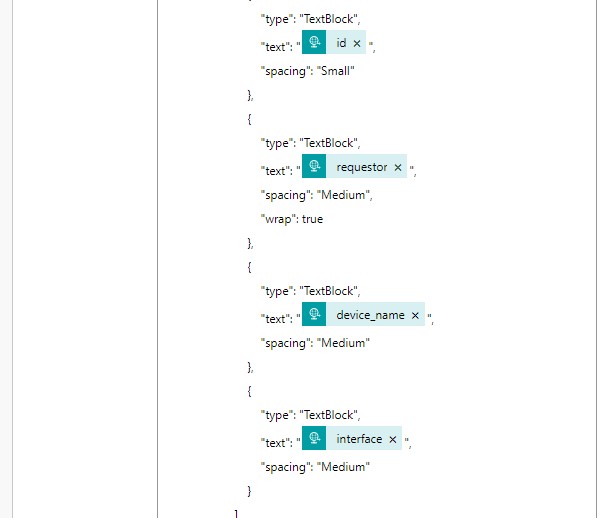 "type": "TextBlock",
"text": " id × ",
"spacing": "Small"
},
{
"type": "TextBlock",
"text": " requestor × ",
"spacing": "Medium",
"wrap": true
},
{
"type": "TextBlock",
"text": " device_name × ",
"spacing": "Medium"
},
{
"type": "TextBlock",
"text": " interface × ",
"spacing": "Medium"
}
]